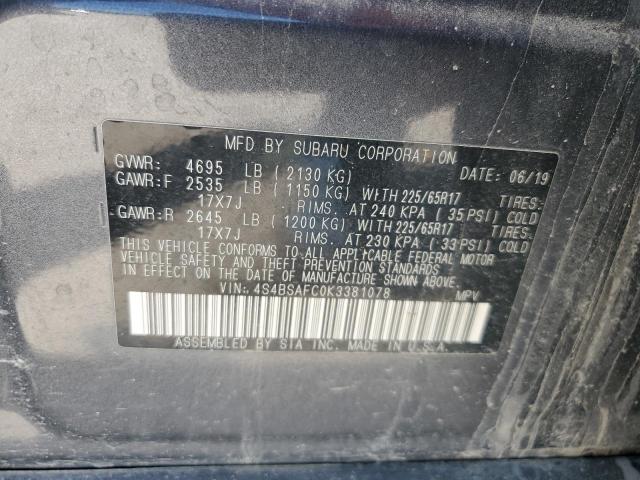 MFD BY SUBARU CORPORATION
GVWR: 4695 LB (2130 KG) DATE: 06/19
GAWR:F 2535 LB (1150 KG) WITH 225/65R17 TIRES:
17X7J RIMS. AT 240 KPA (35 PSI) COLD
GAWR:R 2645 LB (1200 KG) WITH 225/65R17 TIRES.
17X7J RIMS. AT 230 KPA (33 PSI) COLD
THIS VEHICLE CONFORMS TO ALL APPLICABLE FEDERAL MOTOR
VEHICLE SAFETY AND THEFT PREVENTION STANDARDS
IN EFFECT ON THE DATE OF MANUFACTURE SHOWN ABOVE.
VIN: 4S4BSAFC0K3381078 MPV
ASSEMBLED BY SIA INC. MADE IN U.S.A.